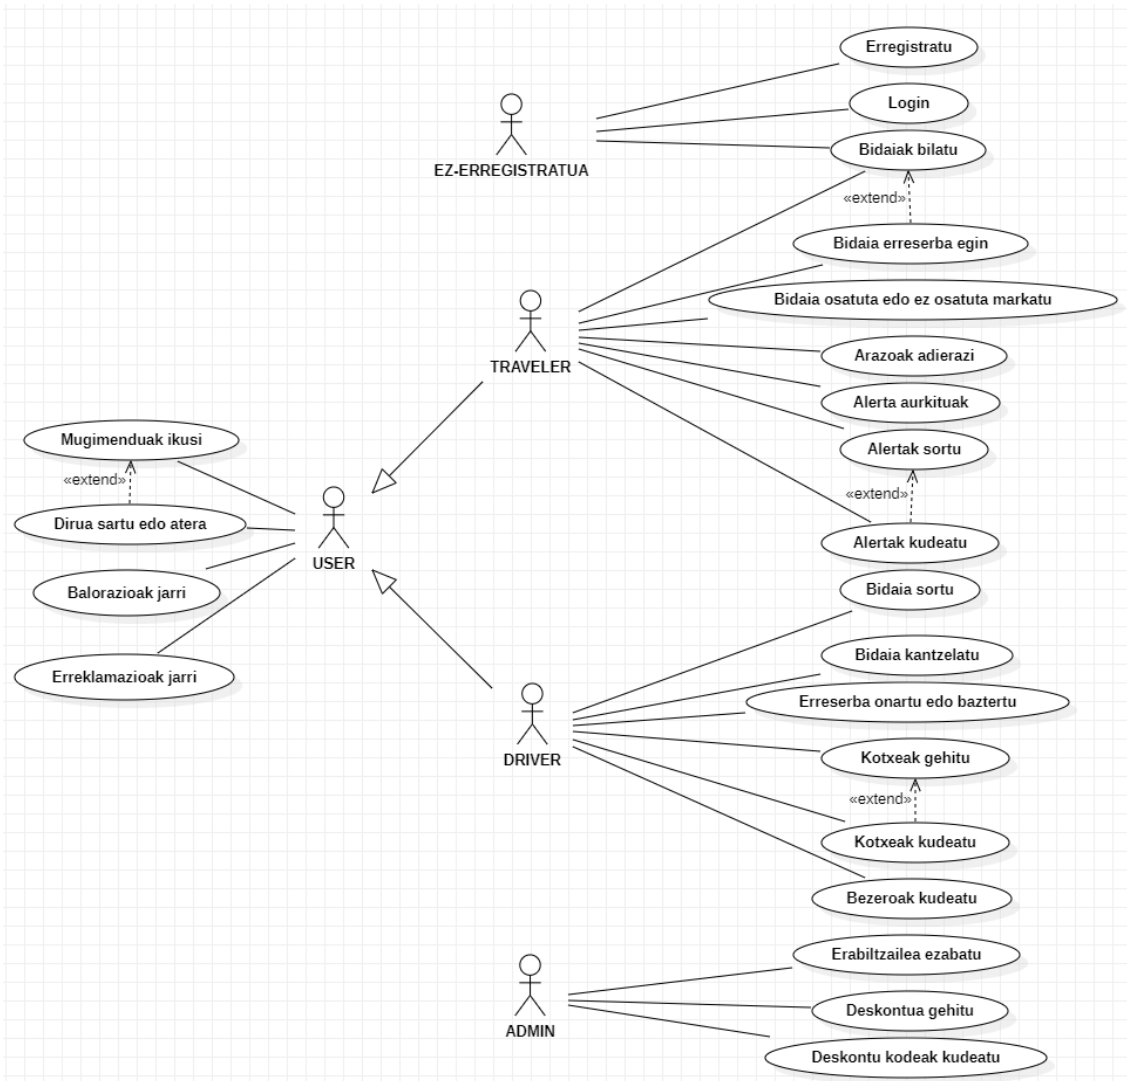 Erregistratu
Login
EZ-ERREGISTRATUA
Bidaiak bilatu
«extend»
Bidaia erreserba egin
Bidaia osatuta edo ez osatuta markatu
TRAVELER
Arazoak adierazi
Alerta aurkituak
Alertak sortu
«extend»
Alertak kudeatu
Mugimenduak ikusi
«extend»
Dirua sartu edo atera
USER
Balorazioak jarri
Erreklamazioak jarri
Bidaia sortu
Bidaia kantzelatu
Erreserba onartu edo baztertu
DRIVER
Kotxeak gehitu
«extend»
Kotxeak kudeatu
Bezeroak kudeatu
Erabiltzailea ezabatu
ADMIN
Deskontua gehitu
Deskontu kodeak kudeatu